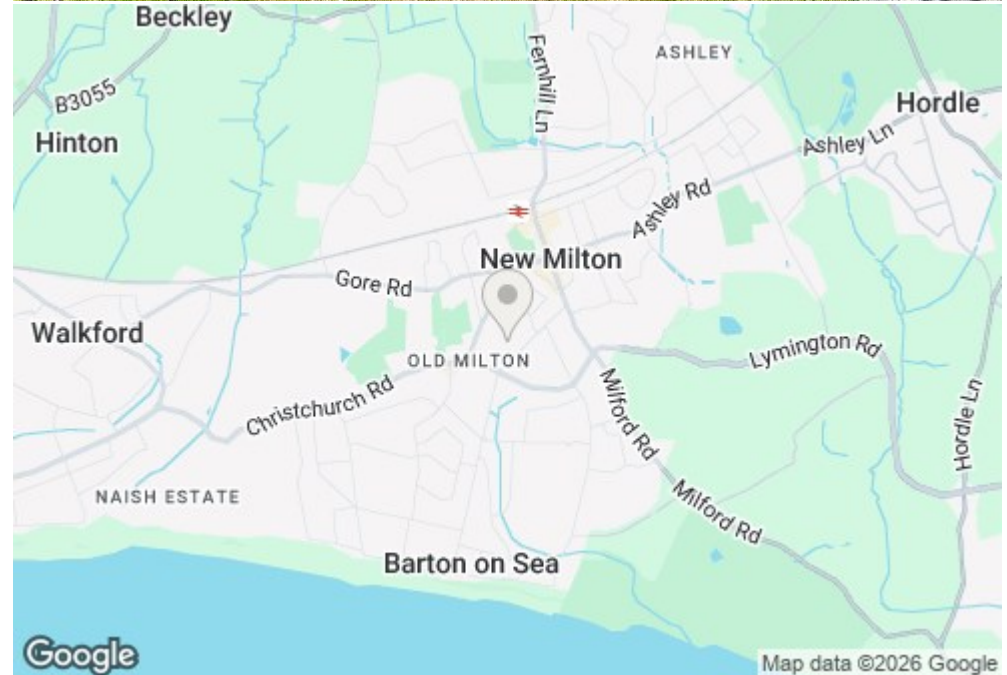 Beckley
ASHLEY
Fernhill Ln
B3055
Hordle
Hinton
Ashley Ln
Ashley Rd
New Milton
Gore Rd
Walkford
OLD MILTON
Lymington Rd
Christchurch Rd
Milford Rd
Hordle Ln
NAISH ESTATE
Milford Rd
Barton on Sea
Google
Map data ©2026 Google